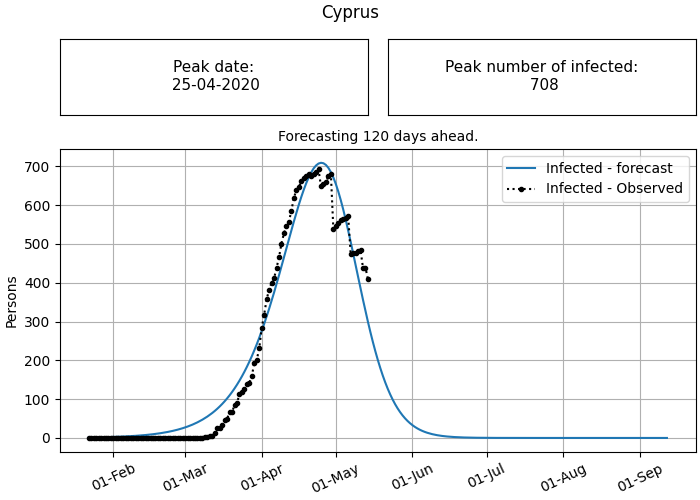 Cyprus
Peak date:
25-04-2020
Peak number of infected:
708
Forecasting 120 days ahead.
Infected - forecast
Infected - Observed
Persons
700
600
500
400
300
200
100
0
01-Feb
01-Mar
01-Apr
01-May
01-Jun
01-Jul
01-Aug
01-Sep